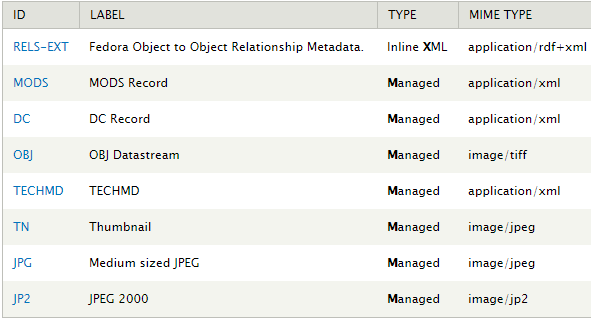 ID LABEL TYPE MIME TYPE
RELS-EXT Fedora Object to Object Relationship Metadata. Inline XML application/rdf+xml
MODS MODS Record Managed application/xml
DC DC Record Managed application/xml
OBJ OBJ Datastream Managed image/tiff
TECHMD TECHMD Managed application/xml
TN Thumbnail Managed image/jpeg
JPG Medium sized JPEG Managed image/jpeg
JP2 JPEG 2000 Managed image/jp2